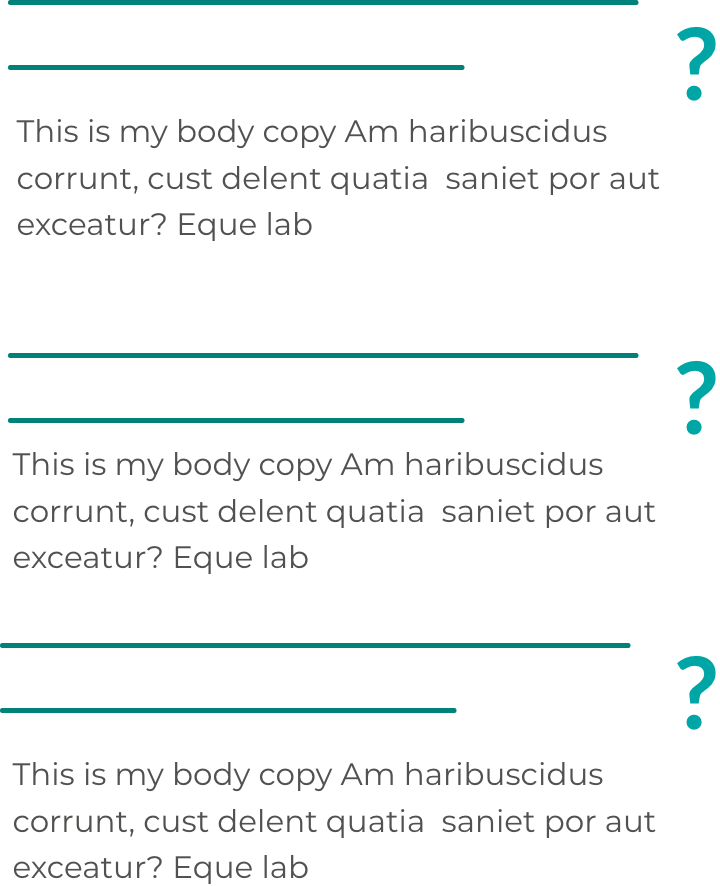 ?
This is my body copy Am haribuscidus
corrunt, cust delent quatia  saniet por aut
exceatur? Eque lab
?
This is my body copy Am haribuscidus
corrunt, cust delent quatia  saniet por aut
exceatur? Eque lab
?
This is my body copy Am haribuscidus
corrunt, cust delent quatia  saniet por aut
exceatur? Eque lab